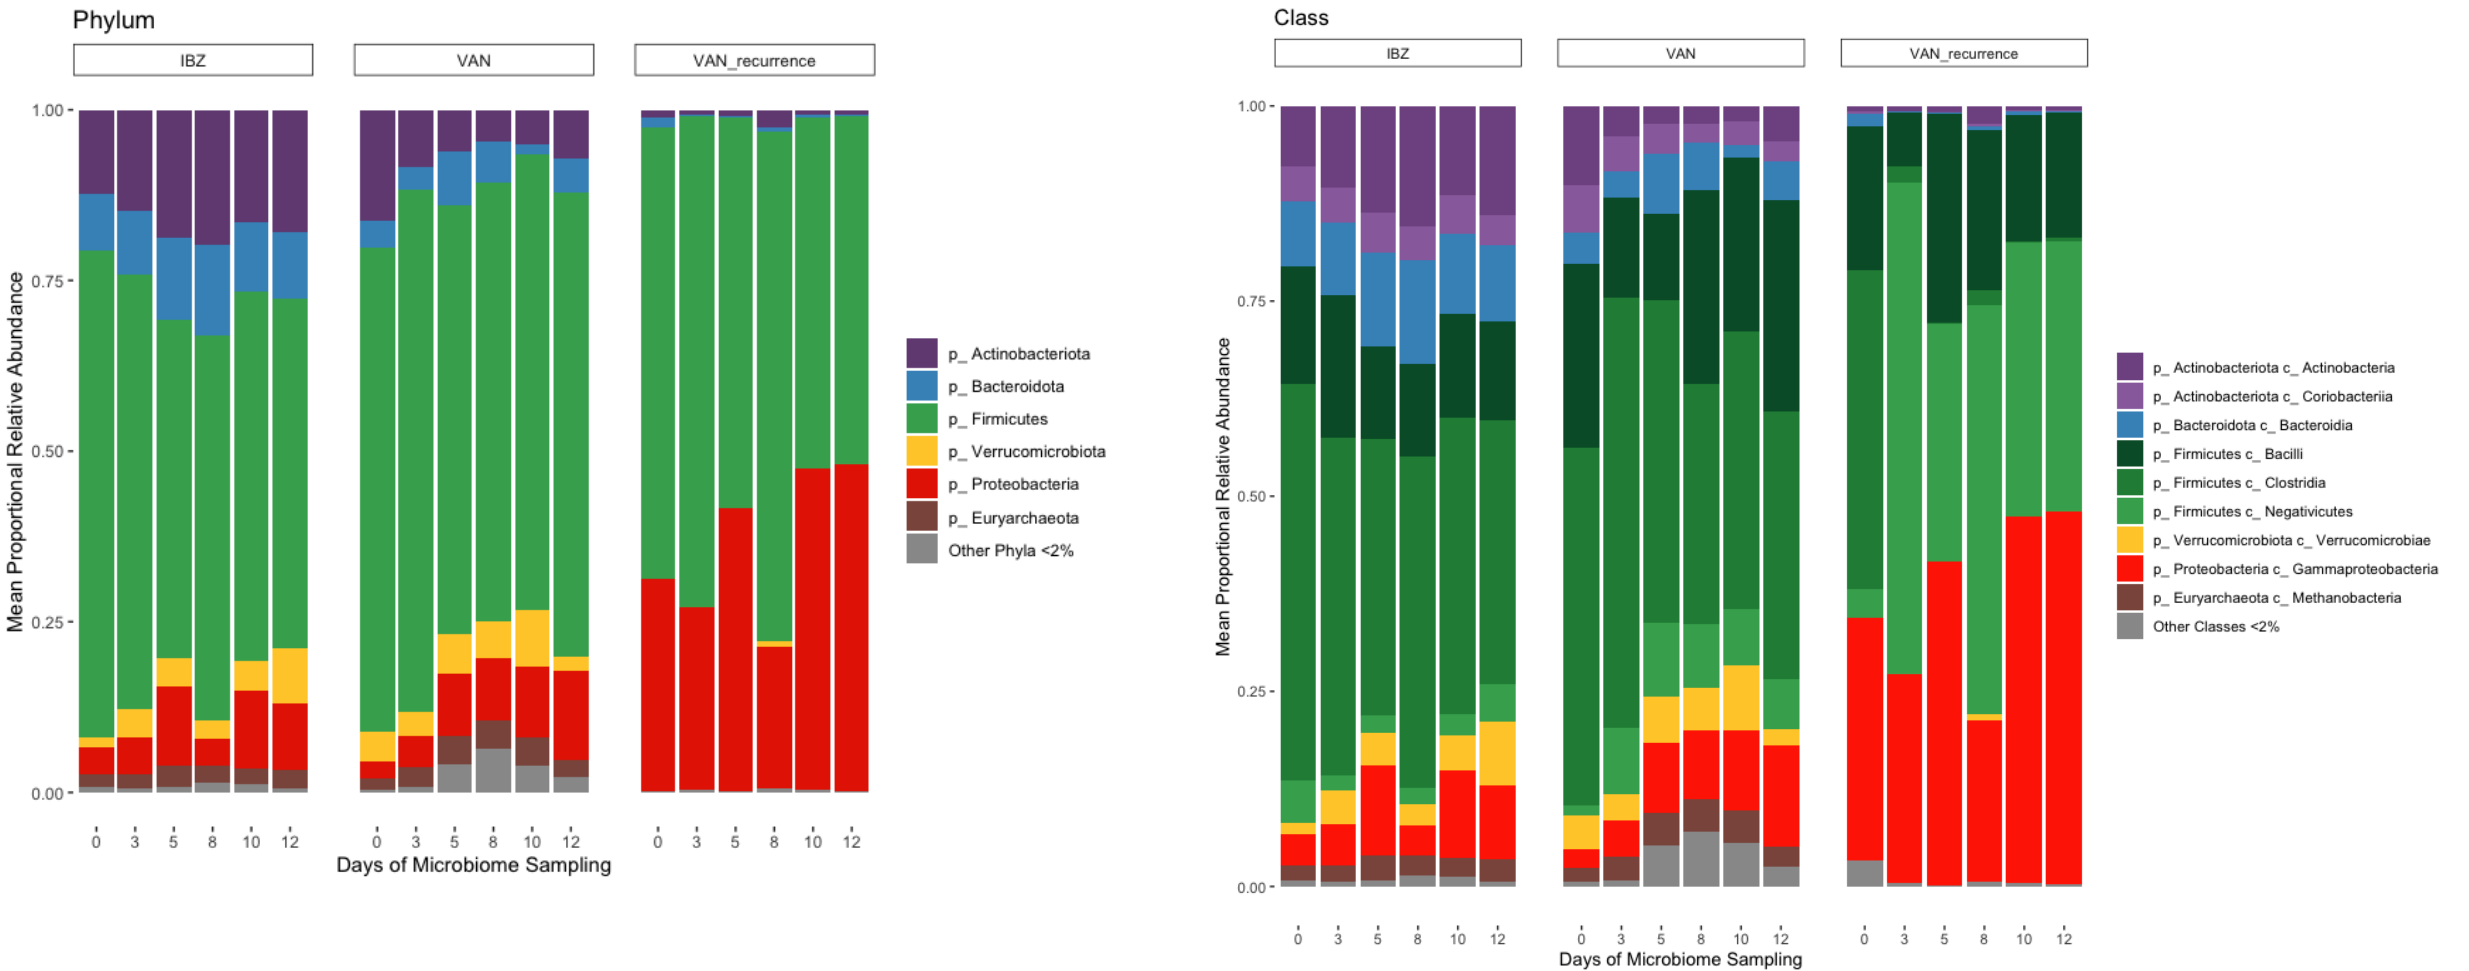 Phylum
IBZ
VAN
VAN_recurrence
Mean Proportional Relative Abundance
1.00
0.75
0.50
0.25
0.00
0 3 5 8 10 12
0 3 5 8 10 12
0 3 5 8 10 12
Days of Microbiome Sampling
p_ Actinobacteriota
p_ Bacteroidota
p_ Firmicutes
p_ Verrucomicrobiota
p_ Proteobacteria
p_ Euryarchaeota
Other Phyla <2%
Class
IBZ
VAN
VAN_recurrence
Mean Proportional Relative Abundance
1.00
0.75
0.50
0.25
0.00
0 3 5 8 10 12
0 3 5 8 10 12
0 3 5 8 10 12
Days of Microbiome Sampling
p_ Actinobacteriota c_ Actinobacteria
p_ Actinobacteriota c_ Coriobacteriia
p_ Bacteroidota c_ Bacteroidia
p_ Firmicutes c_ Bacilli
p_ Firmicutes c_ Clostridia
p_ Firmicutes c_ Negativicutes
p_ Verrucomicrobiota c_ Verrucomicrobiae
p_ Proteobacteria c_ Gammaproteobacteria
p_ Euryarchaeota c_ Methanobacteria
Other Classes <2%